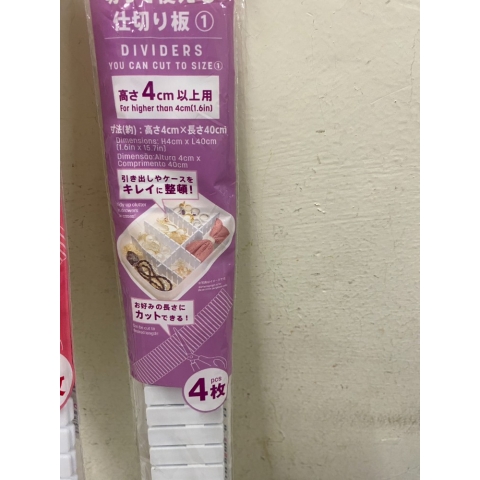 仕切り板①
DIVIDERS
YOU CAN CUT TO SIZE①
高さ4cm以上用
For higher than 4cm(1.6in)
寸法(約):高さ4cm×長さ40cm
Dimensions: H4cm x L40cm
(1.6in x 15.7in)
Dimensão:Altura 4cm x
Comprimento 40cm
引き出しやケースを
キレイに整頓!
お好みの長さに
カットできる!
4枚
pcs
枚